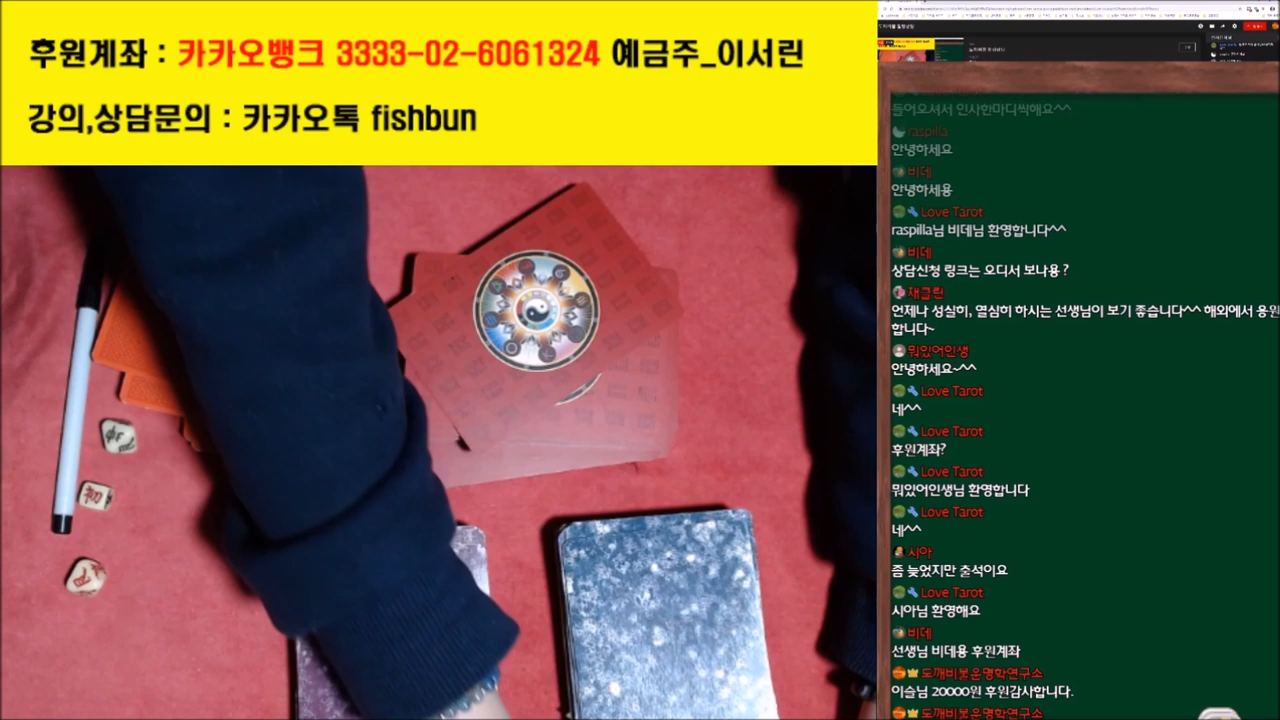 후원계좌 : 카카오뱅크 3333-02-6061324 예금주_이서린
강의,상담문의 : 카카오톡 fishbun
들어오셔서 인사한마디씩해요^^
raspilla
안녕하세요
비데
안녕하세용
Love Tarot
raspilla님 비데님 환영합니다^^
비데
상담신청 링크는 오디서 보나용?
재클린
언제나 성실히, 열심히 하시는 선생님이 보기 좋습니다^^ 해외에서 응원
합니다~
뭐있어인생
안녕하세요~^^
Love Tarot
네^^
Love Tarot
후원계좌?
Love Tarot
뭐있어인생님 환영합니다
Love Tarot
네^^
시아
좀 늦었지만 출석이요
Love Tarot
시아님 환영해요
비데
선생님 비데용 후원계좌
도깨비불운명학연구소
이슬님 20000원 후원감사합니다.
도깨비불운명학연구소